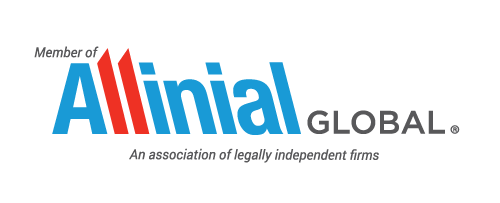 Member of
Allinial GLOBAL®
An association of legally independent firms